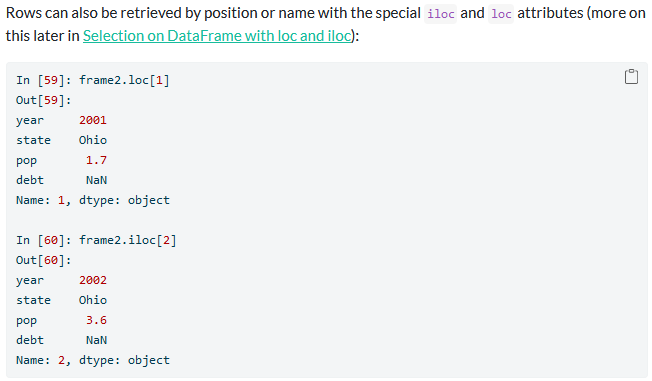 Rows can also be retrieved by position or name with the special iloc and loc attributes (more on
this later in Selection on DataFrame with loc and iloc):
In [59]: frame2.loc[1]
Out[59]:
year     2001
state    Ohio
pop       1.7
debt      NaN
Name: 1, dtype: object
In [60]: frame2.iloc[2]
Out[60]:
year     2002
state    Ohio
pop       3.6
debt      NaN
Name: 2, dtype: object